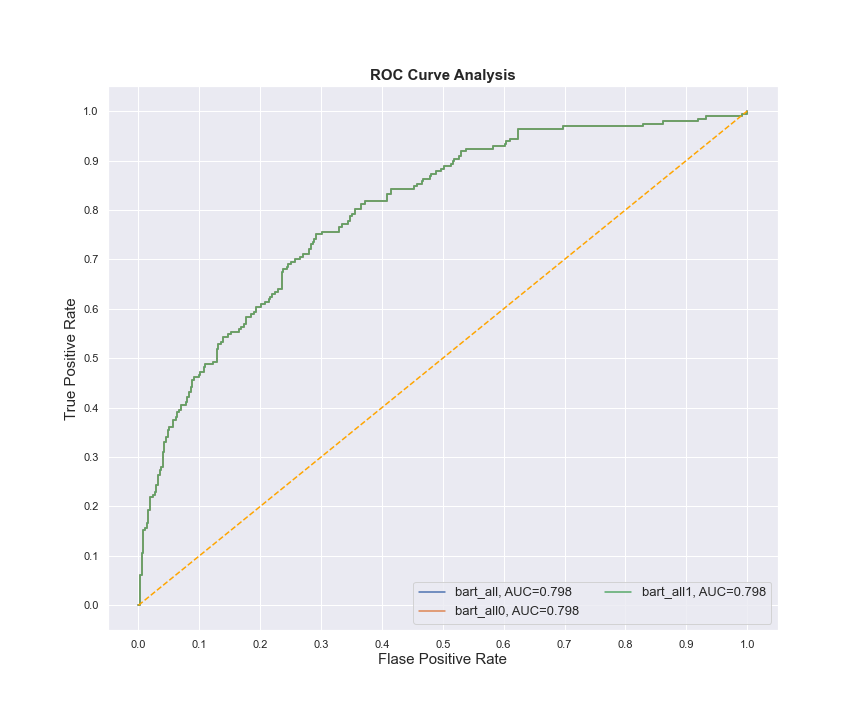 ROC Curve Analysis
1.0
0.9
0.8
0.7
0.6
0.5
0.4
0.3
0.2
0.1
0.0
True Positive Rate
bart_all, AUC=0.798 bart_all1, AUC=0.798
bart_all0, AUC=0.798
0.0 0.1 0.2 0.3 0.4 0.5 0.6 0.7 0.8 0.9 1.0
Flase Positive Rate